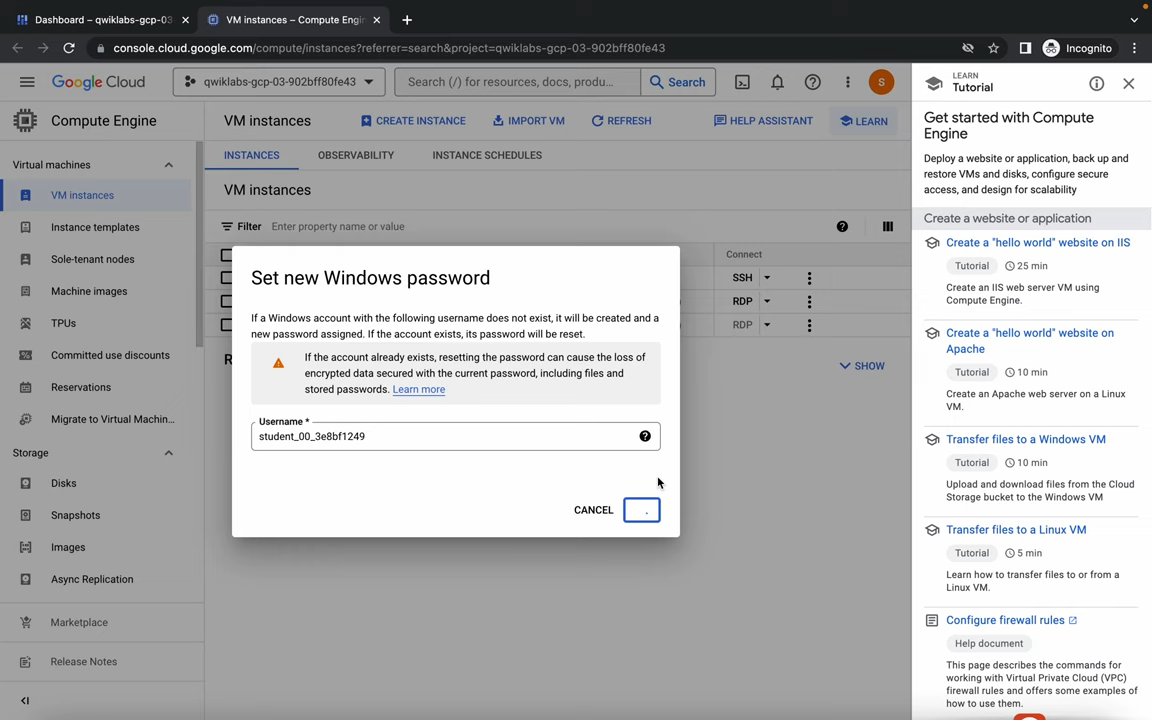 Dashboard – qwiklabs-gcp-03
VM instances – Compute Engin
console.cloud.google.com/compute/instances?referrer=search&project=qwiklabs-gcp-03-902bff80fe43
Incognito
Google Cloud
qwiklabs-gcp-03-902bff80fe43
Search (/) for resources, docs, produ...
Search
S
LEARN
Tutorial
Compute Engine
VM instances
CREATE INSTANCE
IMPORT VM
REFRESH
HELP ASSISTANT
LEARN
INSTANCES
OBSERVABILITY
INSTANCE SCHEDULES
VM instances
Filter
Enter property name or value
Connect
SSH
RDP
RDP
R
SHOW
Virtual machines
VM instances
Instance templates
Sole-tenant nodes
Machine images
TPUs
Committed use discounts
Reservations
Migrate to Virtual Machin...
Storage
Disks
Snapshots
Images
Async Replication
Marketplace
Release Notes
Set new Windows password
If a Windows account with the following username does not exist, it will be created and a
new password assigned. If the account exists, its password will be reset.
If the account already exists, resetting the password can cause the loss of
encrypted data secured with the current password, including files and
stored passwords. Learn more
Username *
student_00_3e8bf1249
CANCEL
Get started with Compute
Engine
Deploy a website or application, back up and
restore VMs and disks, configure secure
access, and design for scalability
Create a website or application
Create a "hello world" website on IIS
Tutorial
25 min
Create an IIS web server VM using
Compute Engine.
Create a "hello world" website on
Apache
Tutorial
10 min
Create an Apache web server on a Linux
VM.
Transfer files to a Windows VM
Tutorial
10 min
Upload and download files from the Cloud
Storage bucket to the Windows VM
Transfer files to a Linux VM
Tutorial
5 min
Learn how to transfer files to or from a
Linux VM.
Configure firewall rules
Help document
This page describes the commands for
working with Virtual Private Cloud (VPC)
firewall rules and offers some examples of
how to use them.